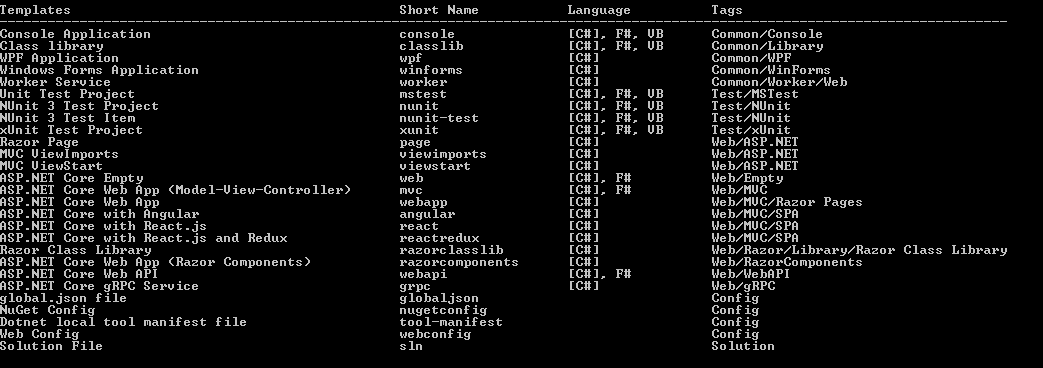 Templates Short Name Language Tags
----------------------------------------------------------------------------------------------------------------------------
Console Application console [C#], F#, VB Common/Console
Class library classlib [C#], F#, VB Common/Library
WPF Application wpf [C#] Common/WPF
Windows Forms Application winforms [C#] Common/WinForms
Worker Service worker [C#] Common/Worker/Web
Unit Test Project mstest [C#], F#, VB Test/MSTest
NUnit 3 Test Project nunit [C#], F#, VB Test/NUnit
NUnit 3 Test Item nunit-test [C#], F#, VB Test/NUnit
xUnit Test Project xunit [C#], F#, VB Test/xUnit
Razor Page page [C#] Web/ASP.NET
MVC ViewImports viewimports [C#] Web/ASP.NET
MVC ViewStart viewstart [C#] Web/ASP.NET
ASP.NET Core Empty web [C#], F# Web/Empty
ASP.NET Core Web App (Model-View-Controller) mvc [C#], F# Web/MVC
ASP.NET Core Web App webapp [C#] Web/MVC/Razor Pages
ASP.NET Core with Angular angular [C#] Web/MVC/SPA
ASP.NET Core with React.js react [C#] Web/MVC/SPA
ASP.NET Core with React.js and Redux reactredux [C#] Web/MVC/SPA
Razor Class Library razorclasslib [C#] Web/Razor/Library/Razor Class Library
ASP.NET Core Web App (Razor Components) razorcomponents [C#] Web/RazorComponents
ASP.NET Core Web API webapi [C#], F# Web/WebAPI
ASP.NET Core gRPC Service grpc [C#] Web/gRPC
global.json file globaljson Config
NuGet Config nugetconfig Config
Dotnet local tool manifest file tool-manifest Config
Web Config webconfig Config
Solution File sln Solution